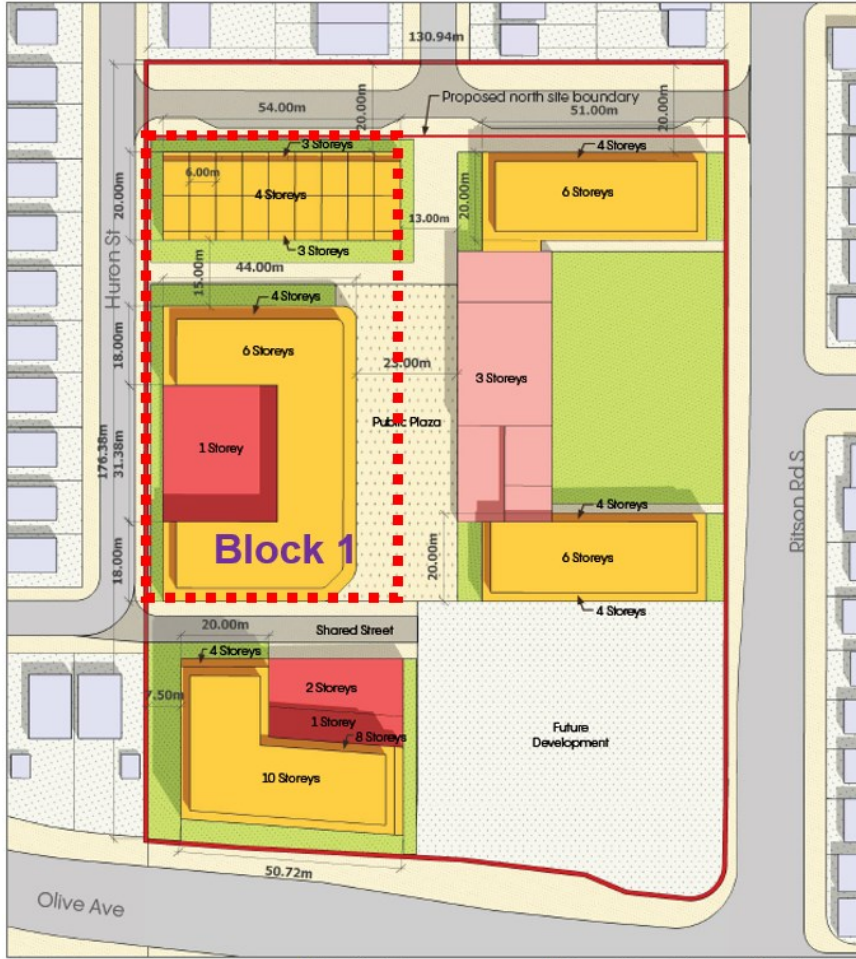 130.94m
Proposed north site boundary
54.00m
20.00m
51.00m
20.00m
3 Storeys
4 Storeys
6.00m
4 Storeys
6 Storeys
20.00m
20.00m
13.00m
3 Storeys
Huron St
15.00m
44.00m
4 Storeys
6 Storeys
18.00m
23.00m
3 Storeys
176.38m
31.38m
1 Storey
Public Plaza
Ritson Rd S
4 Storeys
Block 1
18.00m
20.00m
6 Storeys
4 Storeys
20.00m
Shared Street
4 Storeys
7.50m
2 Storeys
1 Storey
8 Storeys
Future
Development
10 Storeys
50.72m
Olive Ave